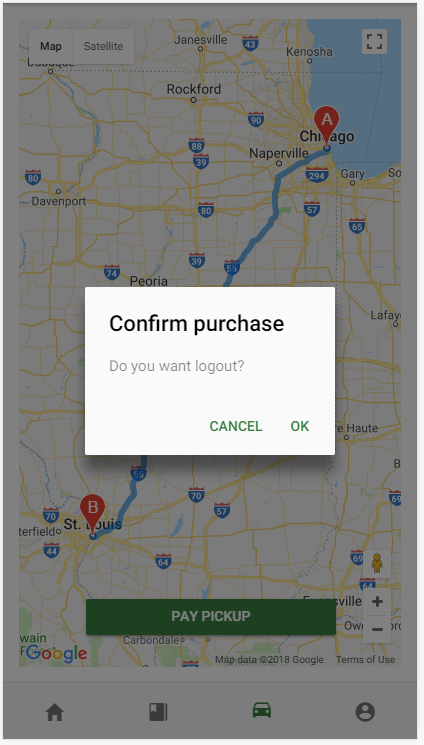 Map
Satellite
Janesville
43
Kenosha
Dubuque
Rockford
90
A
Chicago
88
39
Naperville
294
Gary
80
Davenport
80
57
65
74
39
55
Peoria
Lafay
Confirm purchase
Do you want logout?
CANCEL
OK
re Haute
55
70
57
B
69
B
70
St. Louis
terfield
44
64
69
PAY PICKUP
Evansville
+
Owensboro
−
wain
Carbondale
Google
Map data ©2018 Google
Terms of Use